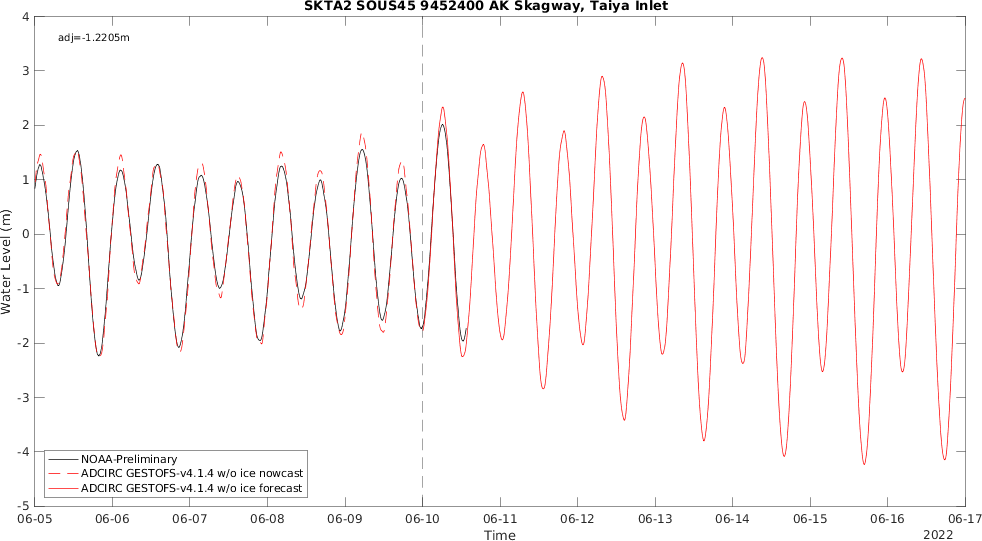 SKTA2 SOUS45 9452400 AK Skagway, Taiya Inlet
adj=-1.2205m
4
3
2
1
0
-1
-2
-3
-4
-5
Water Level (m)
NOAA-Preliminary
ADCIRC GESTOFS-v4.1.4 w/o ice nowcast
ADCIRC GESTOFS-v4.1.4 w/o ice forecast
06-05 06-06 06-07 06-08 06-09 06-10 06-11 06-12 06-13 06-14 06-15 06-16 06-17
Time
2022